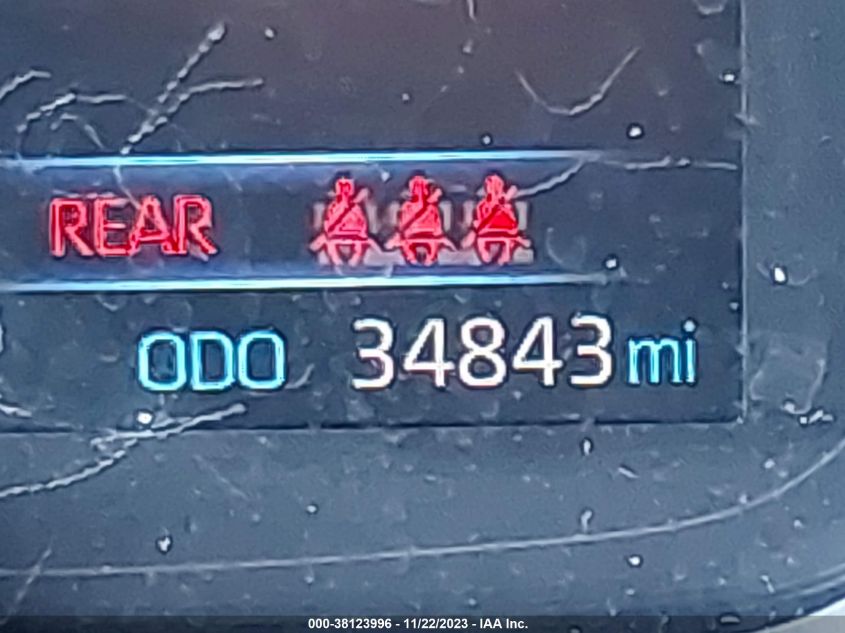 REAR
ODO 34843 mi
000-38123996 - 11/22/2023 - IAA Inc.